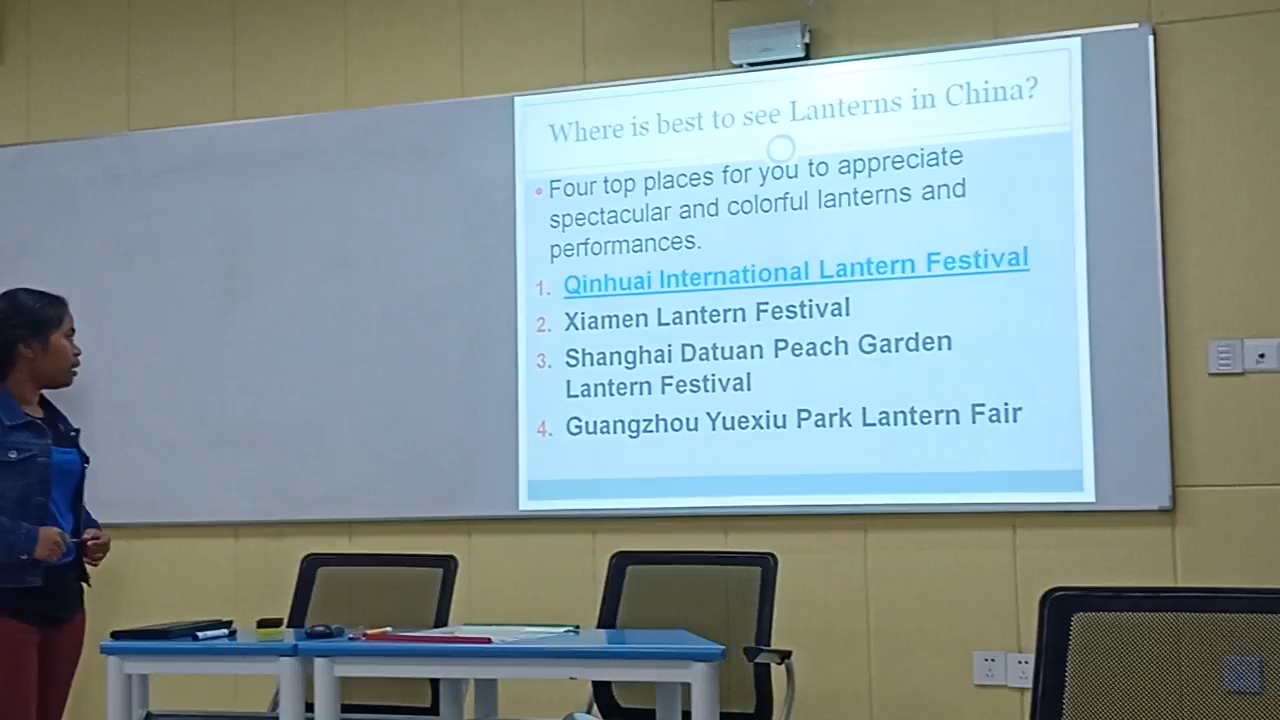 Where is best to see Lanterns in China?
• Four top places for you to appreciate
spectacular and colorful lanterns and
performances.
1. Qinhuai International Lantern Festival
2. Xiamen Lantern Festival
3. Shanghai Datuan Peach Garden
Lantern Festival
4. Guangzhou Yuexiu Park Lantern Fair